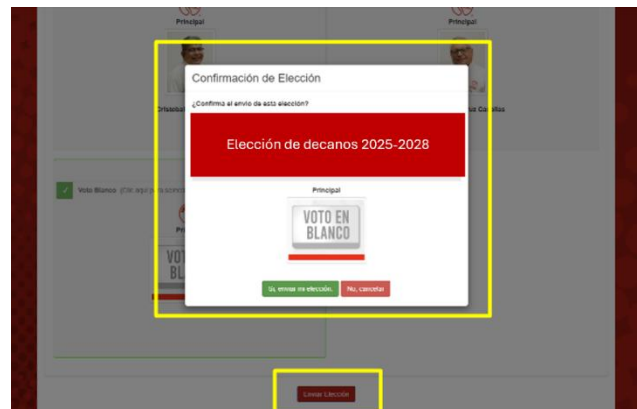 Principal
Principal
Confirmación de Elección
¿Confirma el envío de esta elección?
Elección de decanos 2025-2028
Voto Blanco
Principal
VOTO EN
BLANCO
Si, enviar mi elección.
No, cancelar
Enviar Elección